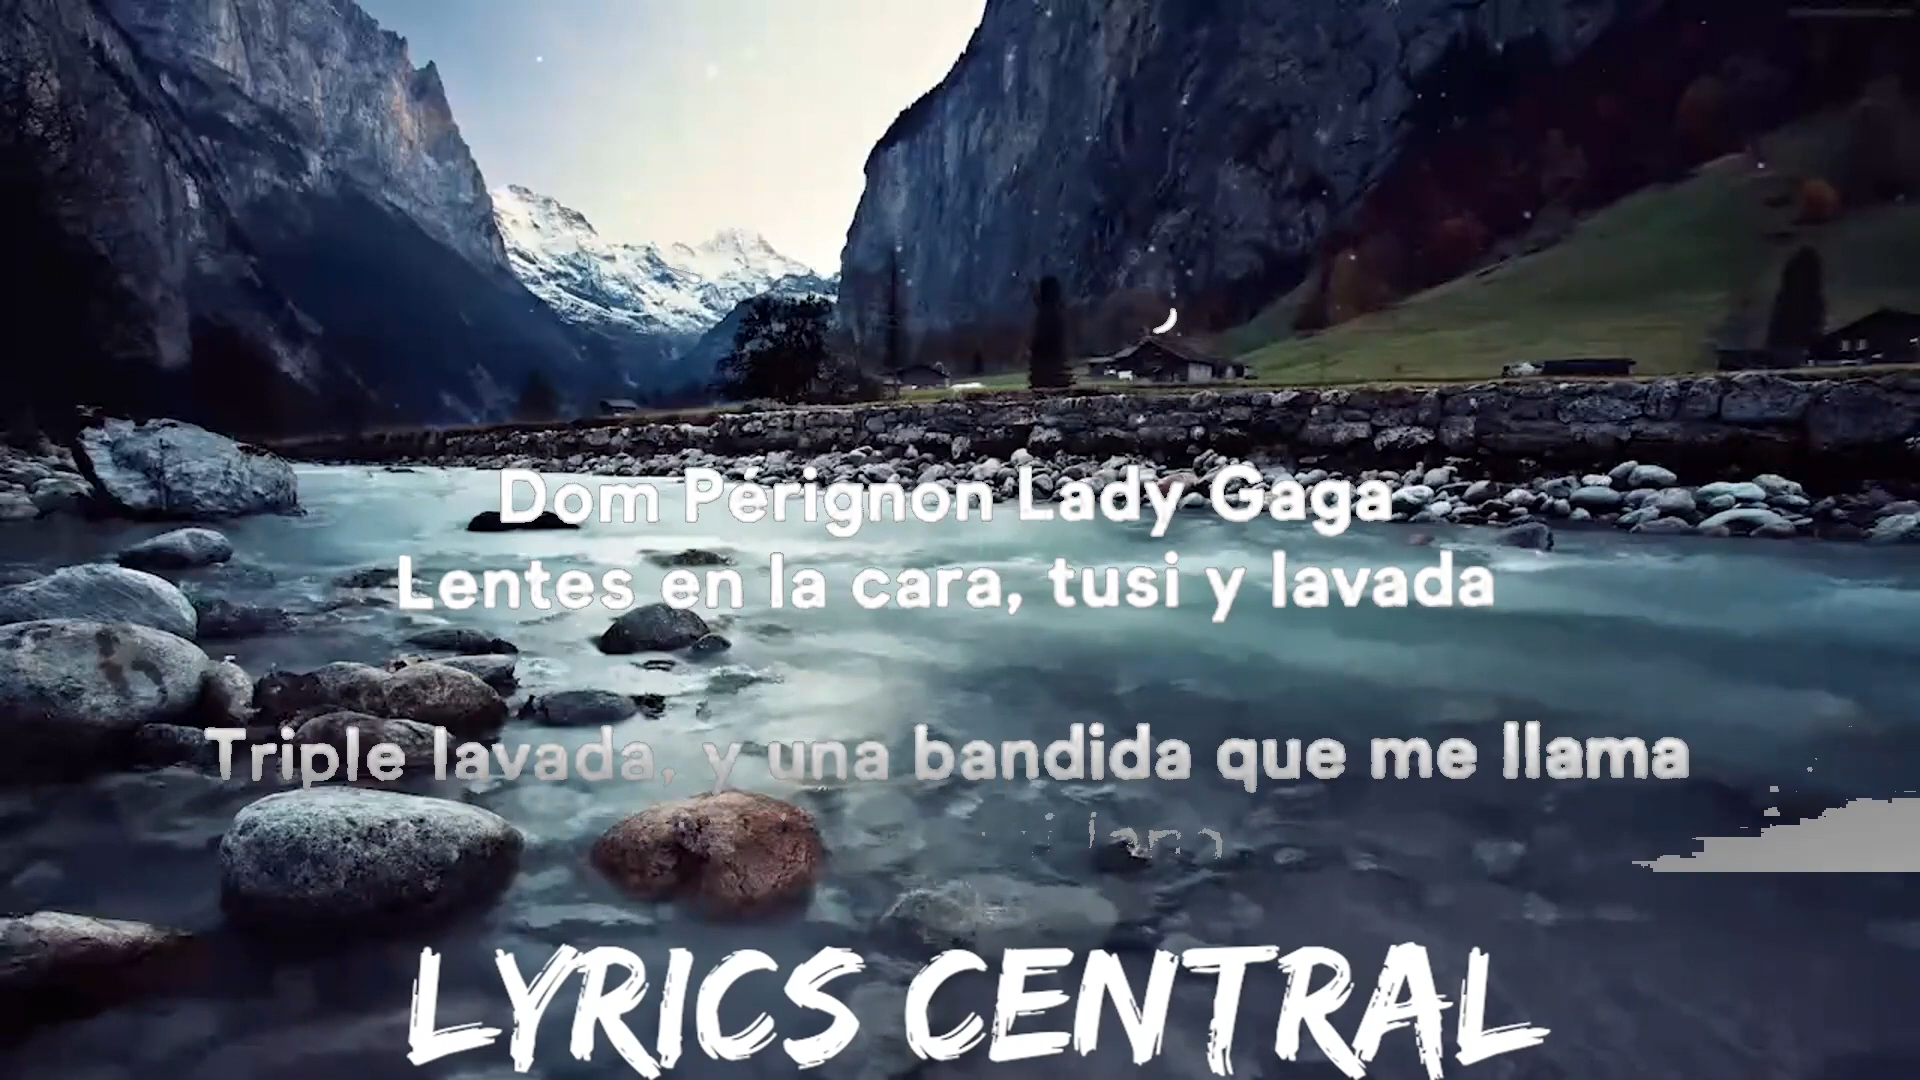 Dom Pérignon Lady Gaga
Lentes en la cara, tusi y lavada
Triple lavada, y una bandida que me llama
LYRICS CENTRAL